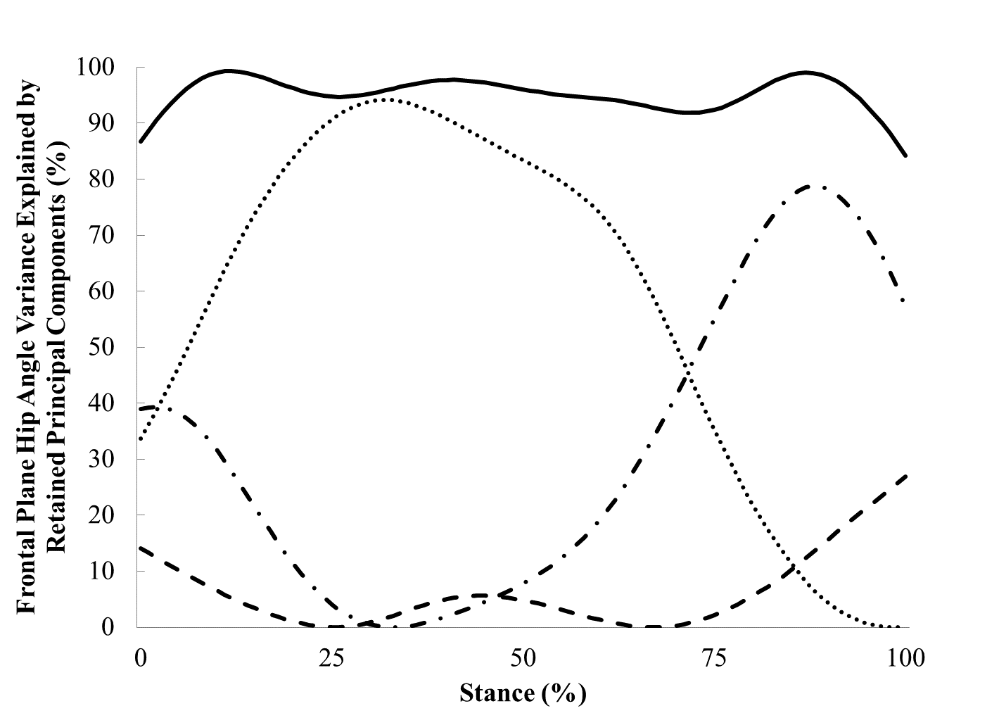 Frontal Plane Hip Angle Variance Explained by
Retained Principal Components (%)
100
90
80
70
60
50
40
30
20
10
0
0 25 50 75 100
Stance (%)